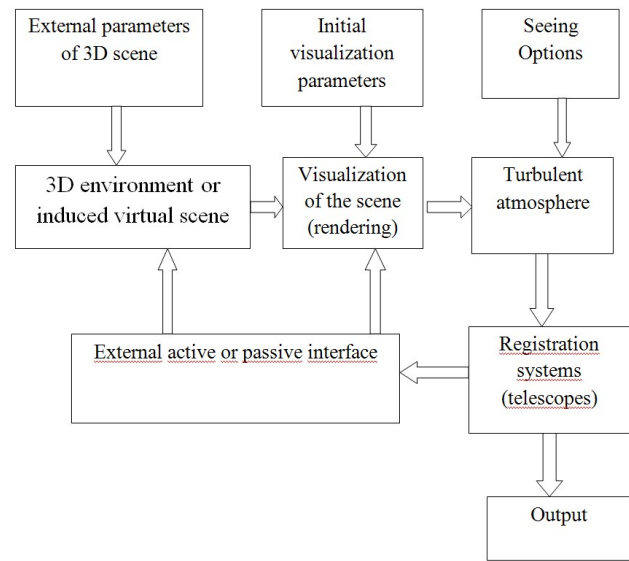 External parameters
of 3D scene
Initial
visualization
parameters
Seeing
Options
3D environment or
induced virtual scene
Visualization
of the scene
(rendering)
Turbulent
atmosphere
External active or passive interface
Registration
systems
(telescopes)
Output